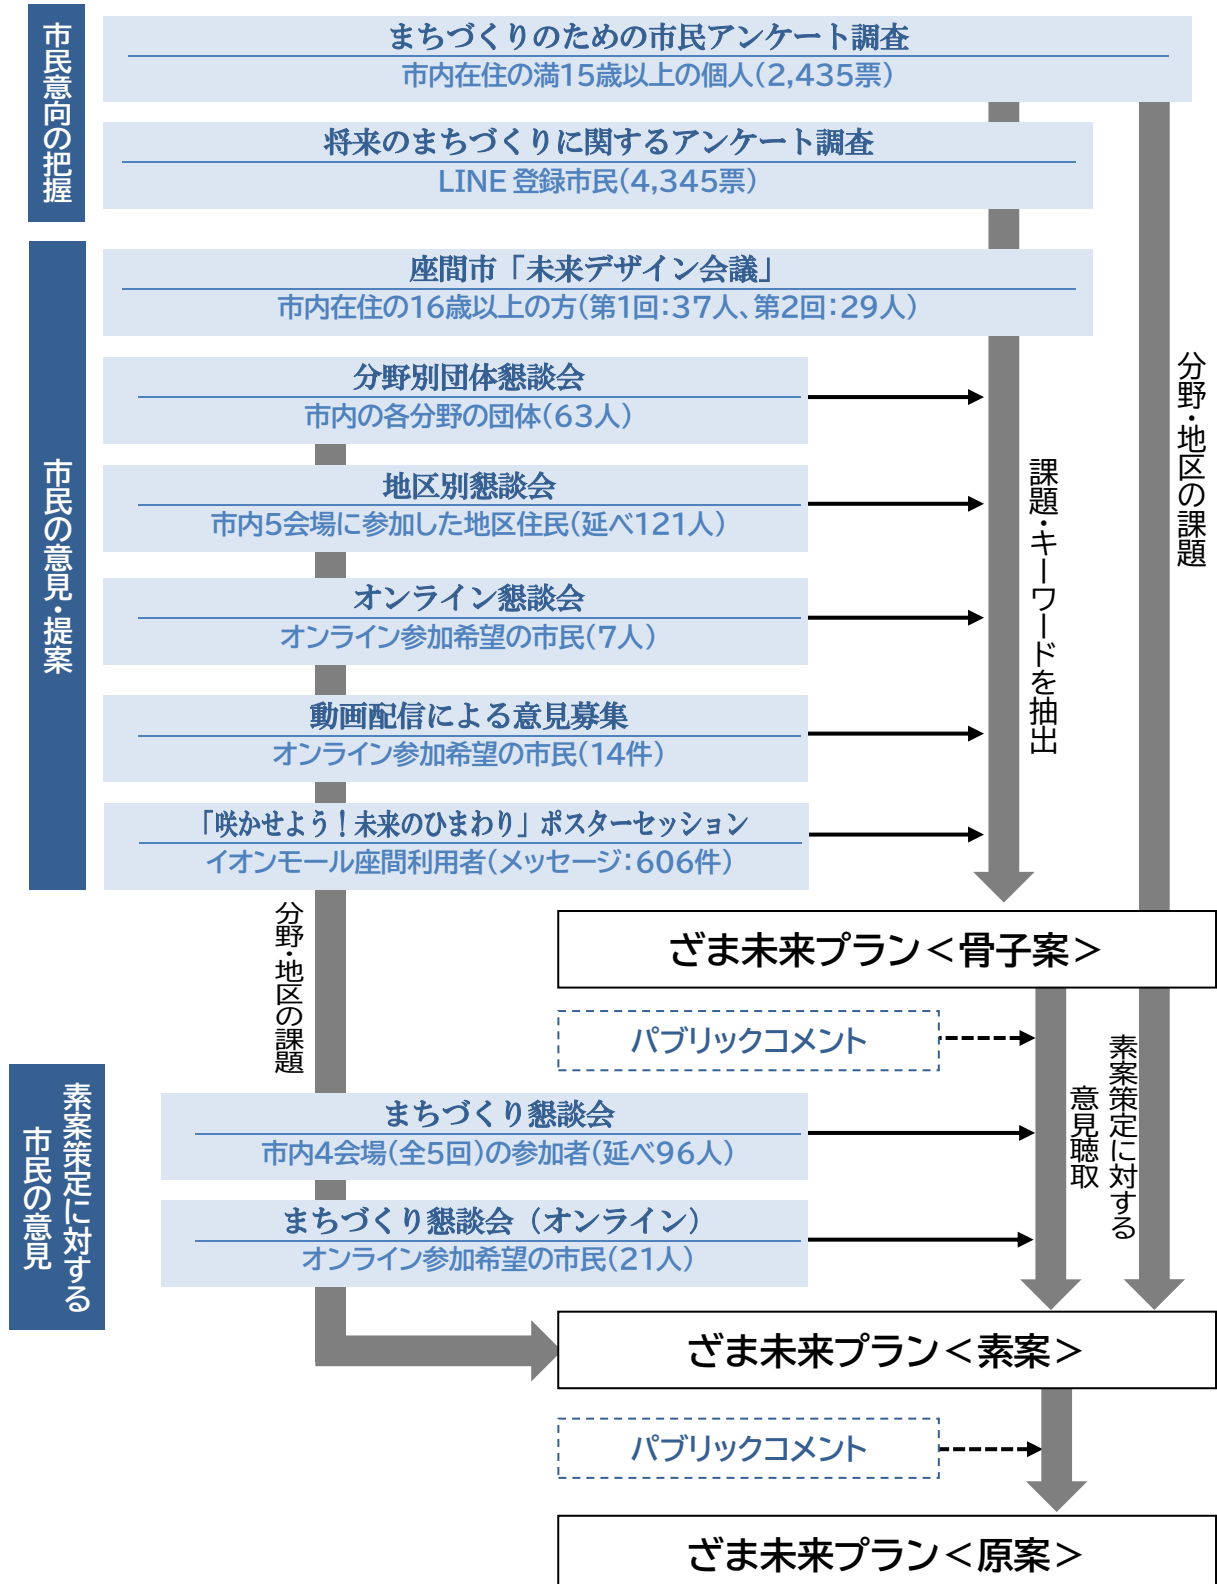 市民意向の把握
まちづくりのための市民アンケート調査
市内在住の満15歳以上の個人(2,435票)
将来のまちづくりに関するアンケート調査
LINE 登録市民(4,345票)
市民の意見・提案
座間市「未来デザイン会議」
市内在住の16歳以上の方(第1回:37人、第2回:29人)
分野別団体懇談会
市内の各分野の団体(63人)
地区別懇談会
市内5会場に参加した地区住民(延べ121人)
オンライン懇談会
オンライン参加希望の市民(7人)
動画配信による意見募集
オンライン参加希望の市民(14件)
「咲かせよう!未来のひまわり」ポスターセッション
イオンモール座間利用者(メッセージ:606件)
課題・キーワードを抽出
分野・地区の課題
分野・地区の課題
ざま未来プラン<骨子案>
パブリックコメント
素案策定に対する
意見聴取
素案策定に対する
市民の意見
まちづくり懇談会
市内4会場(全5回)の参加者(延べ96人)
まちづくり懇談会(オンライン)
オンライン参加希望の市民(21人)
ざま未来プラン<素案>
パブリックコメント
ざま未来プラン<原案>